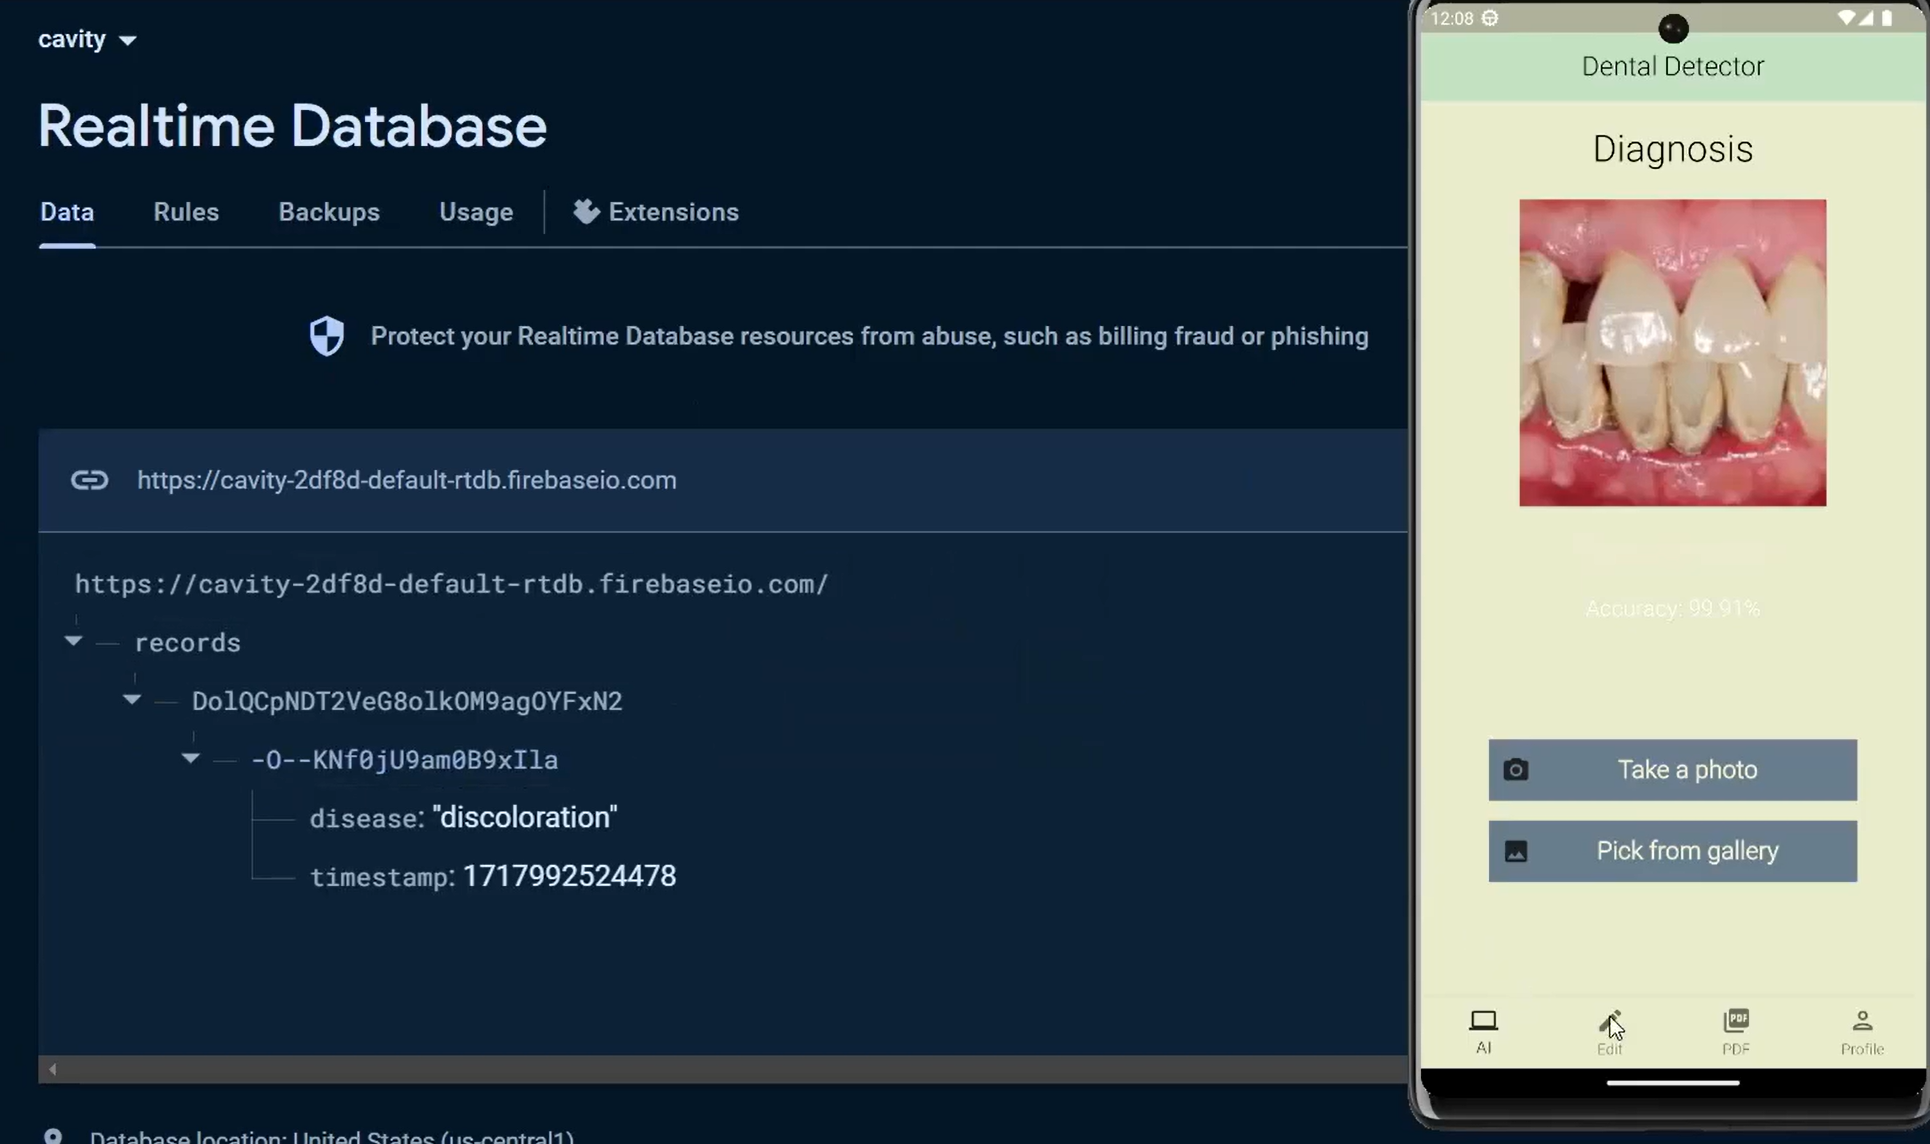 cavity
Realtime Database
Data Rules Backups Usage Extensions
Protect your Realtime Database resources from abuse, such as billing fraud or phishing
https://cavity-2df8d-default-rtdb.firebaseio.com
https://cavity-2df8d-default-rtdb.firebaseio.com/
records
DolQCpNDT2VeG8olkOM9agOYFxN2
-O--KNf0jU9am0B9xIla
disease: "discoloration"
timestamp: 1717992524478
Database location: United States (us-central1)
12:08
Dental Detector
Diagnosis
Accuracy: 99.91%
Take a photo
Pick from gallery
AI Edit PDF Profile
PDF